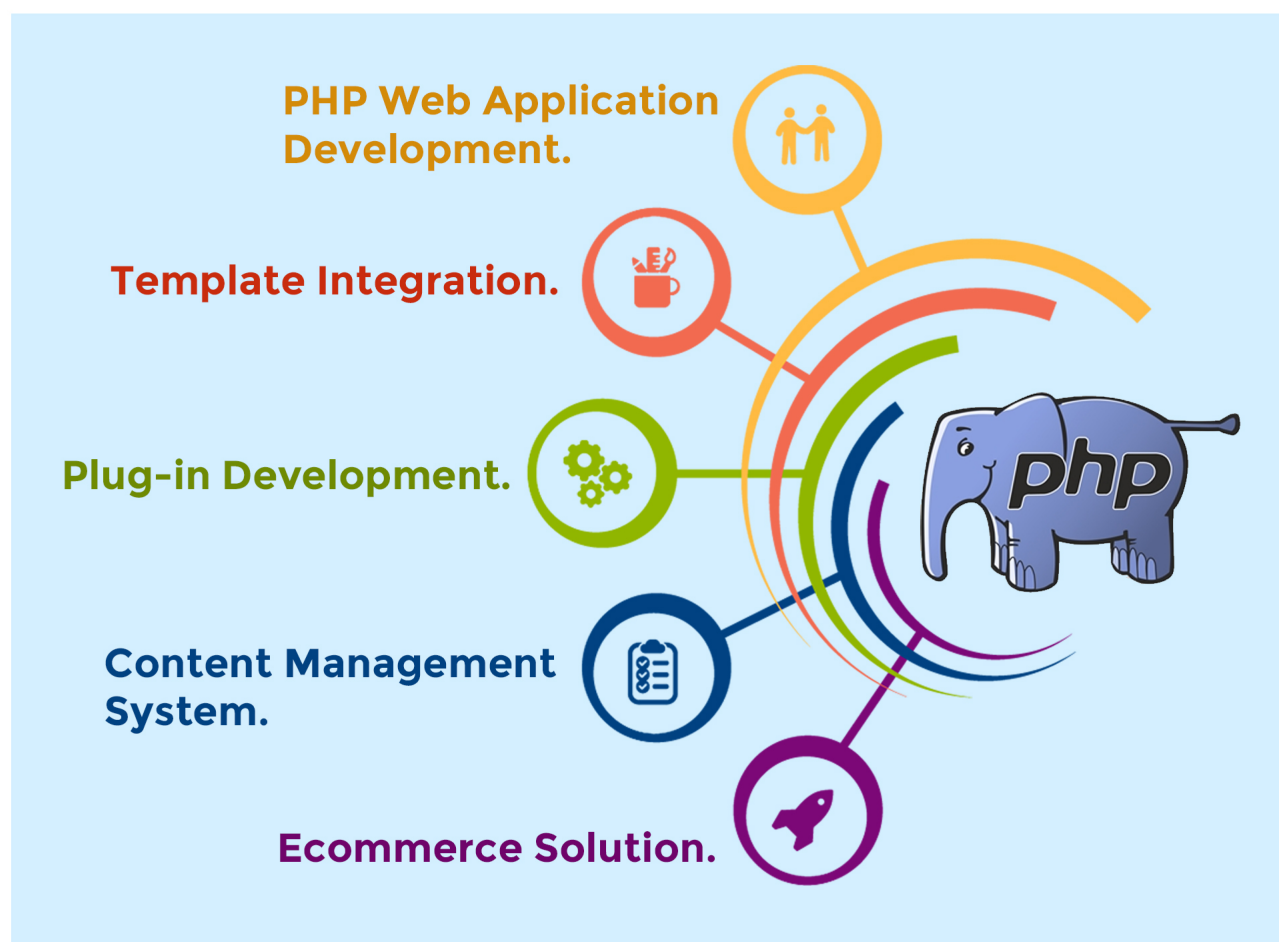 PHP Web Application
Development.
Template Integration.
Plug-in Development.
php
Content Management
System.
Ecommerce Solution.